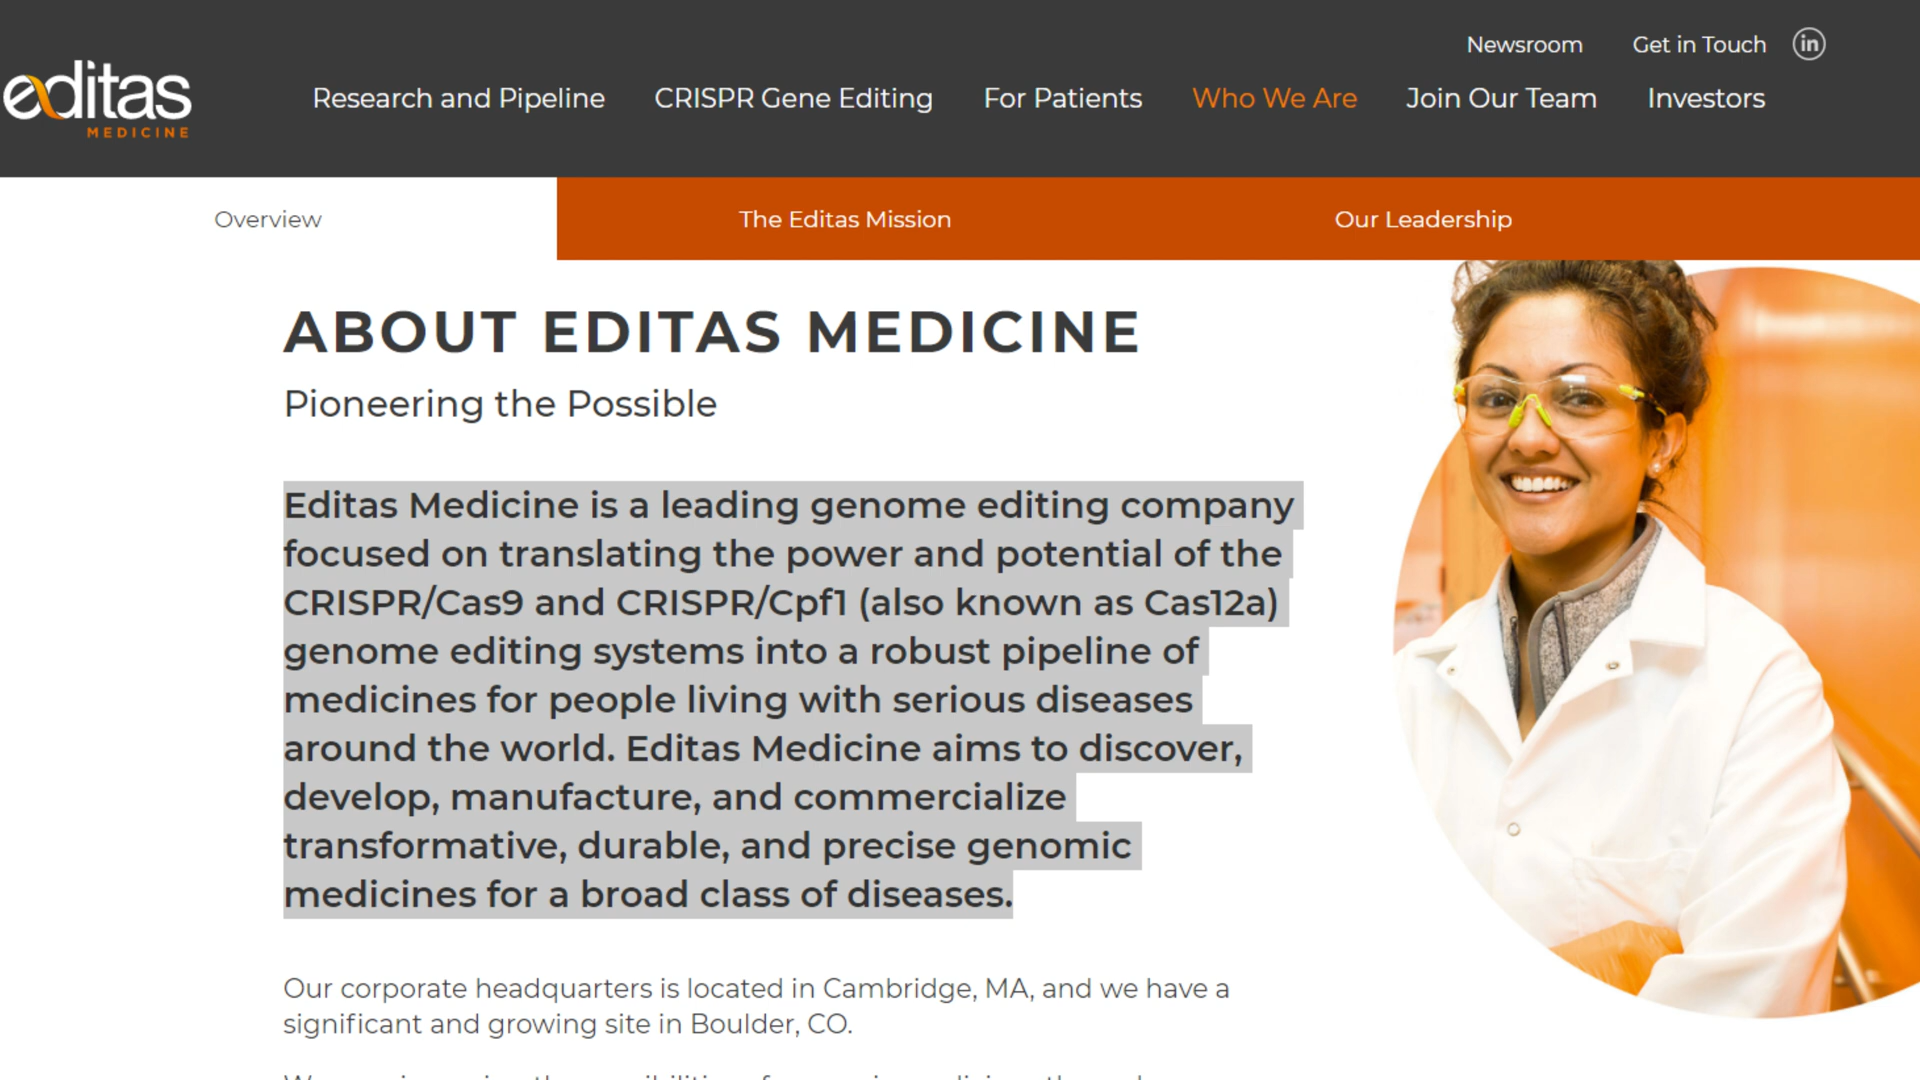 Newsroom Get in Touch in
editas
MEDICINE
Research and Pipeline CRISPR Gene Editing For Patients Who We Are Join Our Team Investors
Overview The Editas Mission Our Leadership
ABOUT EDITAS MEDICINE
Pioneering the Possible
Editas Medicine is a leading genome editing company
focused on translating the power and potential of the
CRISPR/Cas9 and CRISPR/Cpf1 (also known as Cas12a)
genome editing systems into a robust pipeline of
medicines for people living with serious diseases
around the world. Editas Medicine aims to discover,
develop, manufacture, and commercialize
transformative, durable, and precise genomic
medicines for a broad class of diseases.
Our corporate headquarters is located in Cambridge, MA, and we have a
significant and growing site in Boulder, CO.